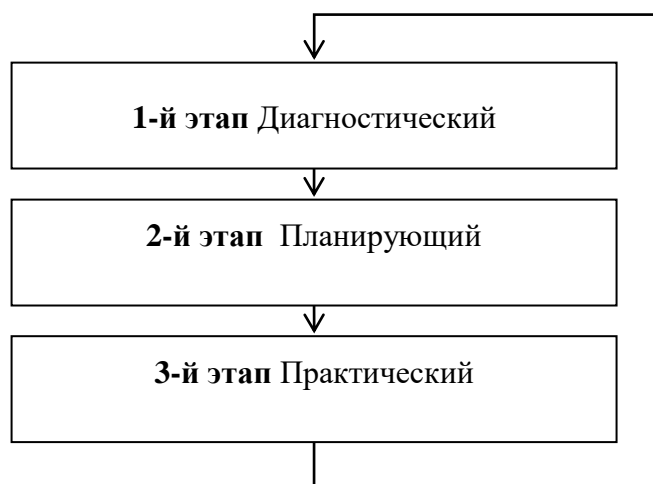 1-й этап Диагностический
2-й этап Планирующий
3-й этап Практический